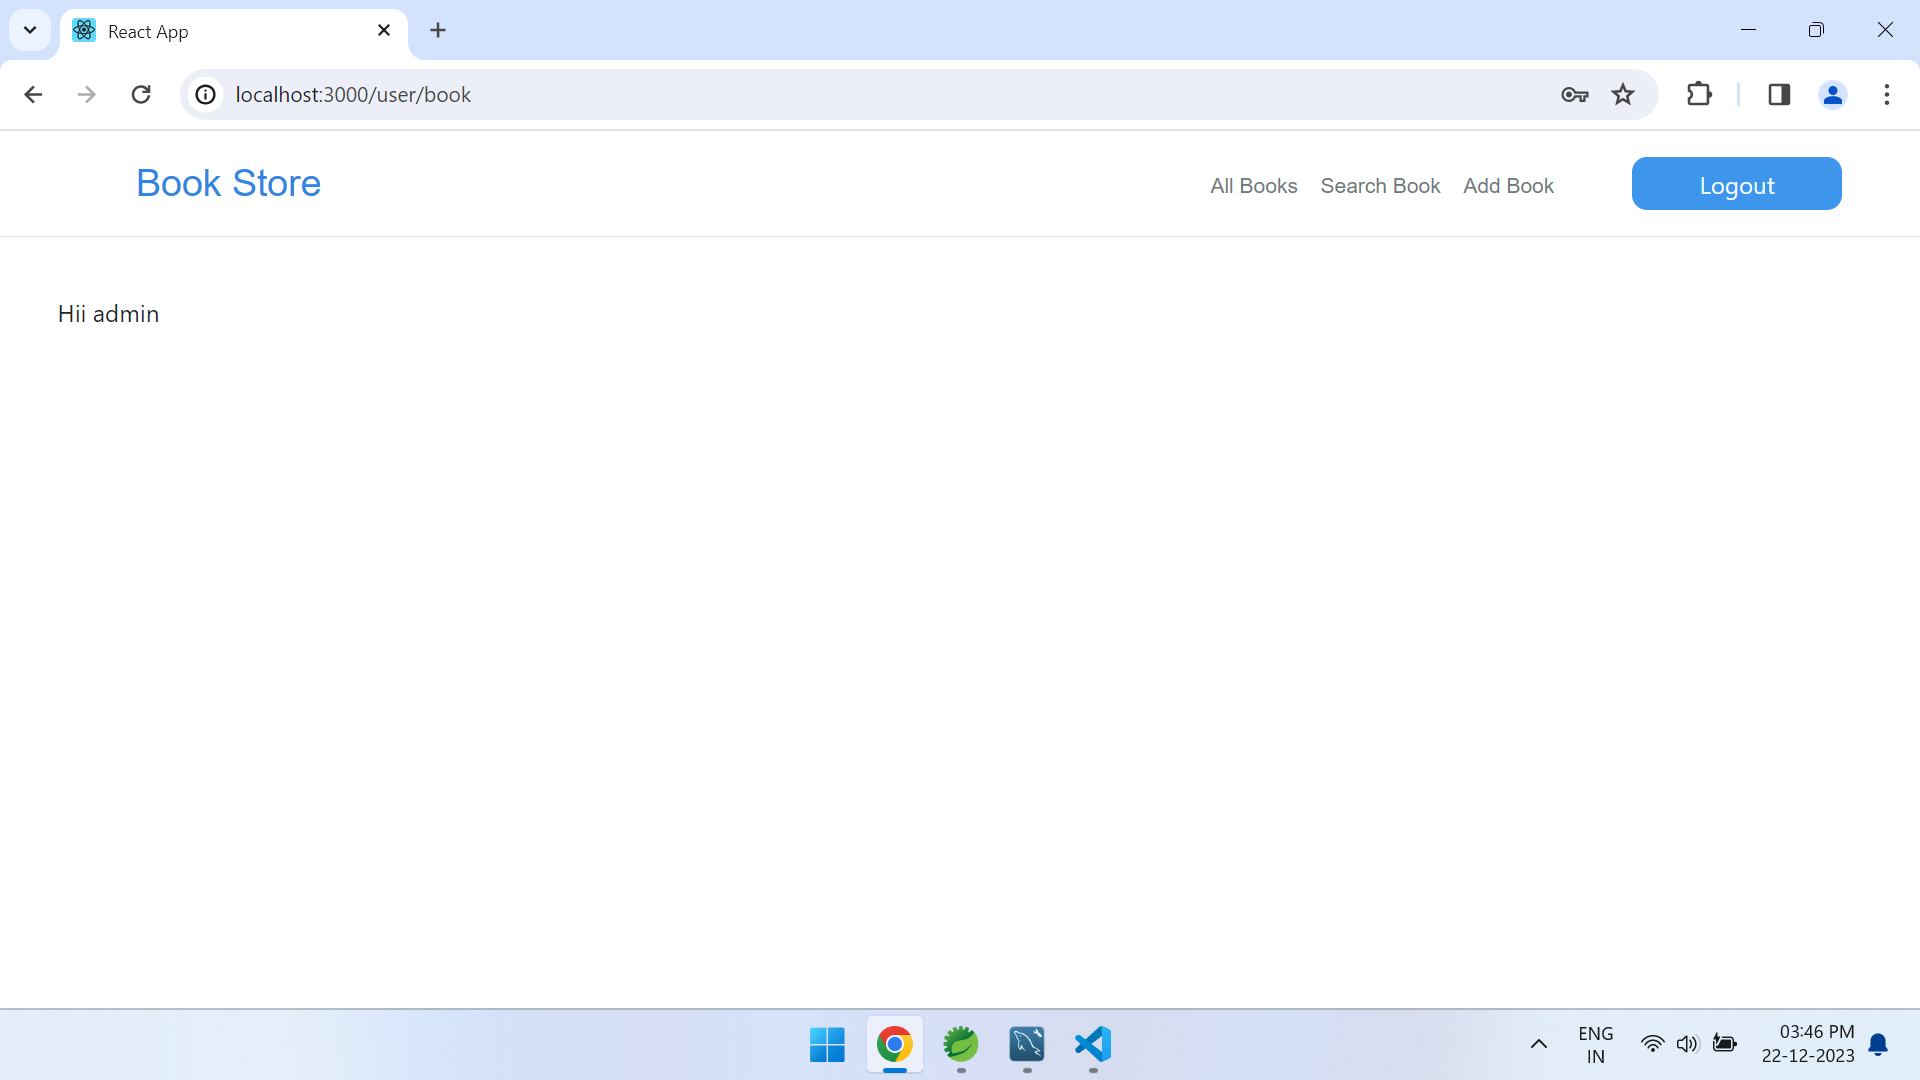 React App
localhost:3000/user/book
Book Store
All Books Search Book Add Book
Logout
Hii admin
ENG
IN
03:46 PM
22-12-2023